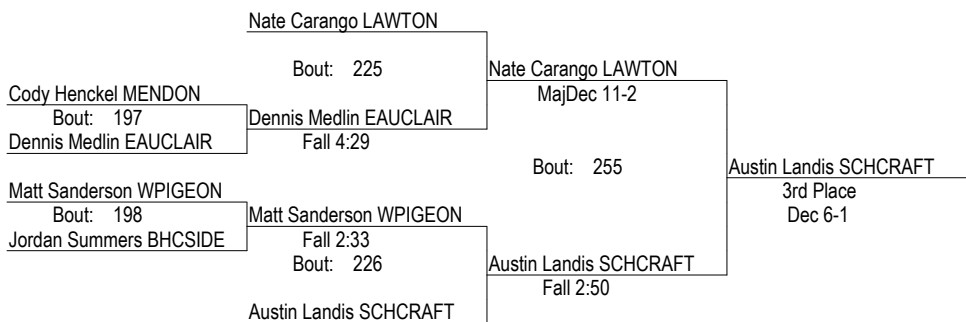 Nate Carango LAWTON
Bout: 225
Nate Carango LAWTON
Cody Henckel MENDON
MajDec 11-2
Bout: 197
Dennis Medlin EAUCLAIR
Dennis Medlin EAUCLAIR
Fall 4:29
Bout: 255
Austin Landis SCHCRAFT
Matt Sanderson WPIGEON
3rd Place
Bout: 198
Matt Sanderson WPIGEON
Dec 6-1
Jordan Summers BHCSIDE
Fall 2:33
Bout: 226
Austin Landis SCHCRAFT
Fall 2:50
Austin Landis SCHCRAFT